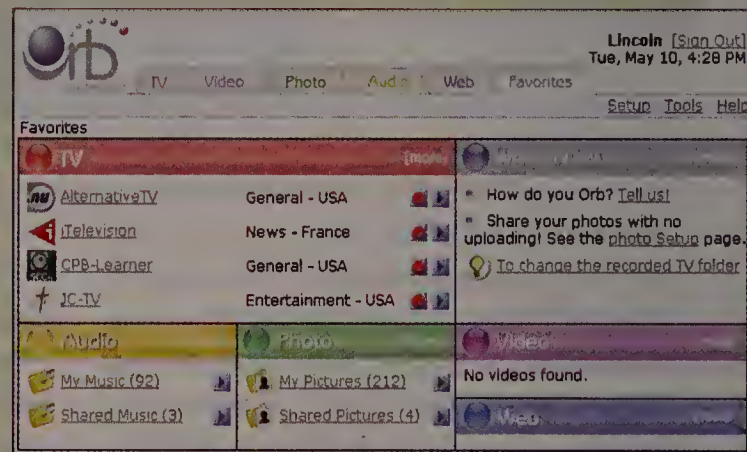 Orb
Lincoln [Sign Out]
Tue, May 10, 4:28 PM
TV Video Photo Audio Web Favorites
Setup Tools Help
Favorites
TV [more]
AlternativeTV General - USA
iTelevision News - France
CPB-Learner General - USA
JC-TV Entertainment - USA
How do you Orb? Tell us!
Share your photos with no
uploading! See the photo Setup page.
To change the recorded TV folder
Audio
My Music (92)
Shared Music (3)
Photo
My Pictures (212)
Shared Pictures (4)
Video
No videos found.
Web